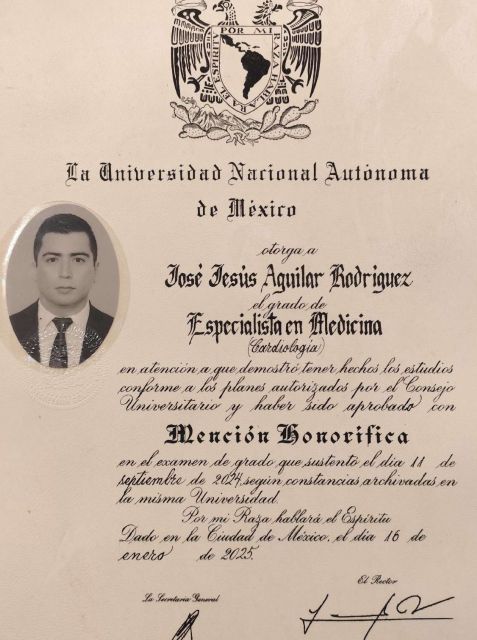 POR MI RAZA HABLARÁ EL ESPÍRITU
La Universidad Nacional Autónoma
de México
otorga a
José Jesús Aguilar Rodriguez
el grado de
Especialista en Medicina
(Cardiología)
en atención a que demostró tener hechos los estudios
conforme a los planes autorizados por el Consejo
Universitario y haber sido aprobado con
Mención Honorífica
en el examen de grado que sustentó el día 11 de
septiembre de 2024, según constancias archivadas en
la misma Universidad.
Por mi Raza hablará el Espíritu
Dado en la Ciudad de México, el día 16 de
enero de 2025.
El Rector
La Secretaria General